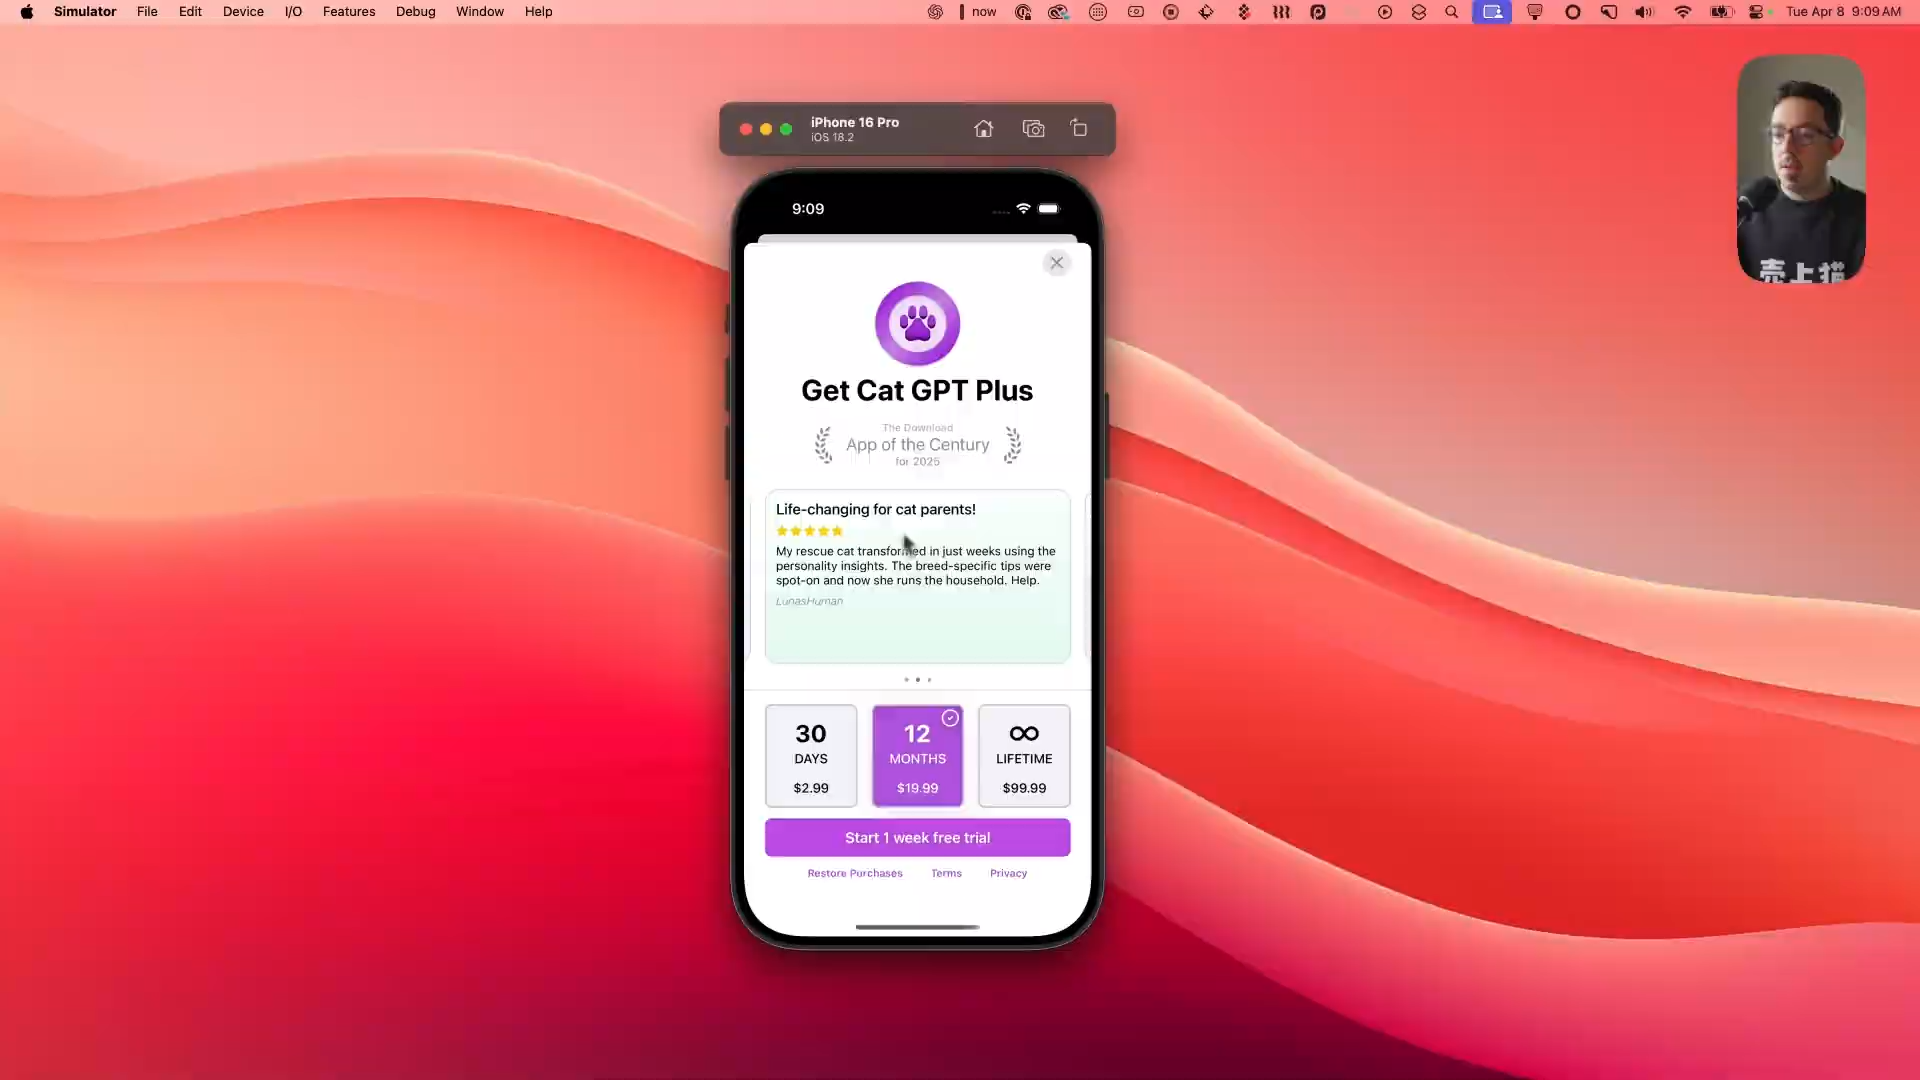 Simulator File Edit Device I/O Features Debug Window Help now Tue Apr 8 9:09 AM
iPhone 16 Pro
iOS 18.2
9:09
Get Cat GPT Plus
The Download
App of the Century
for 2025
Life-changing for cat parents!
My rescue cat transformed in just weeks using the
personality insights. The breed-specific tips were
spot-on and now she runs the household. Help.
LunasHuman
30
DAYS
$2.99
12
MONTHS
$19.99
∞
LIFETIME
$99.99
Start 1 week free trial
Restore Purchases Terms Privacy
売上猫